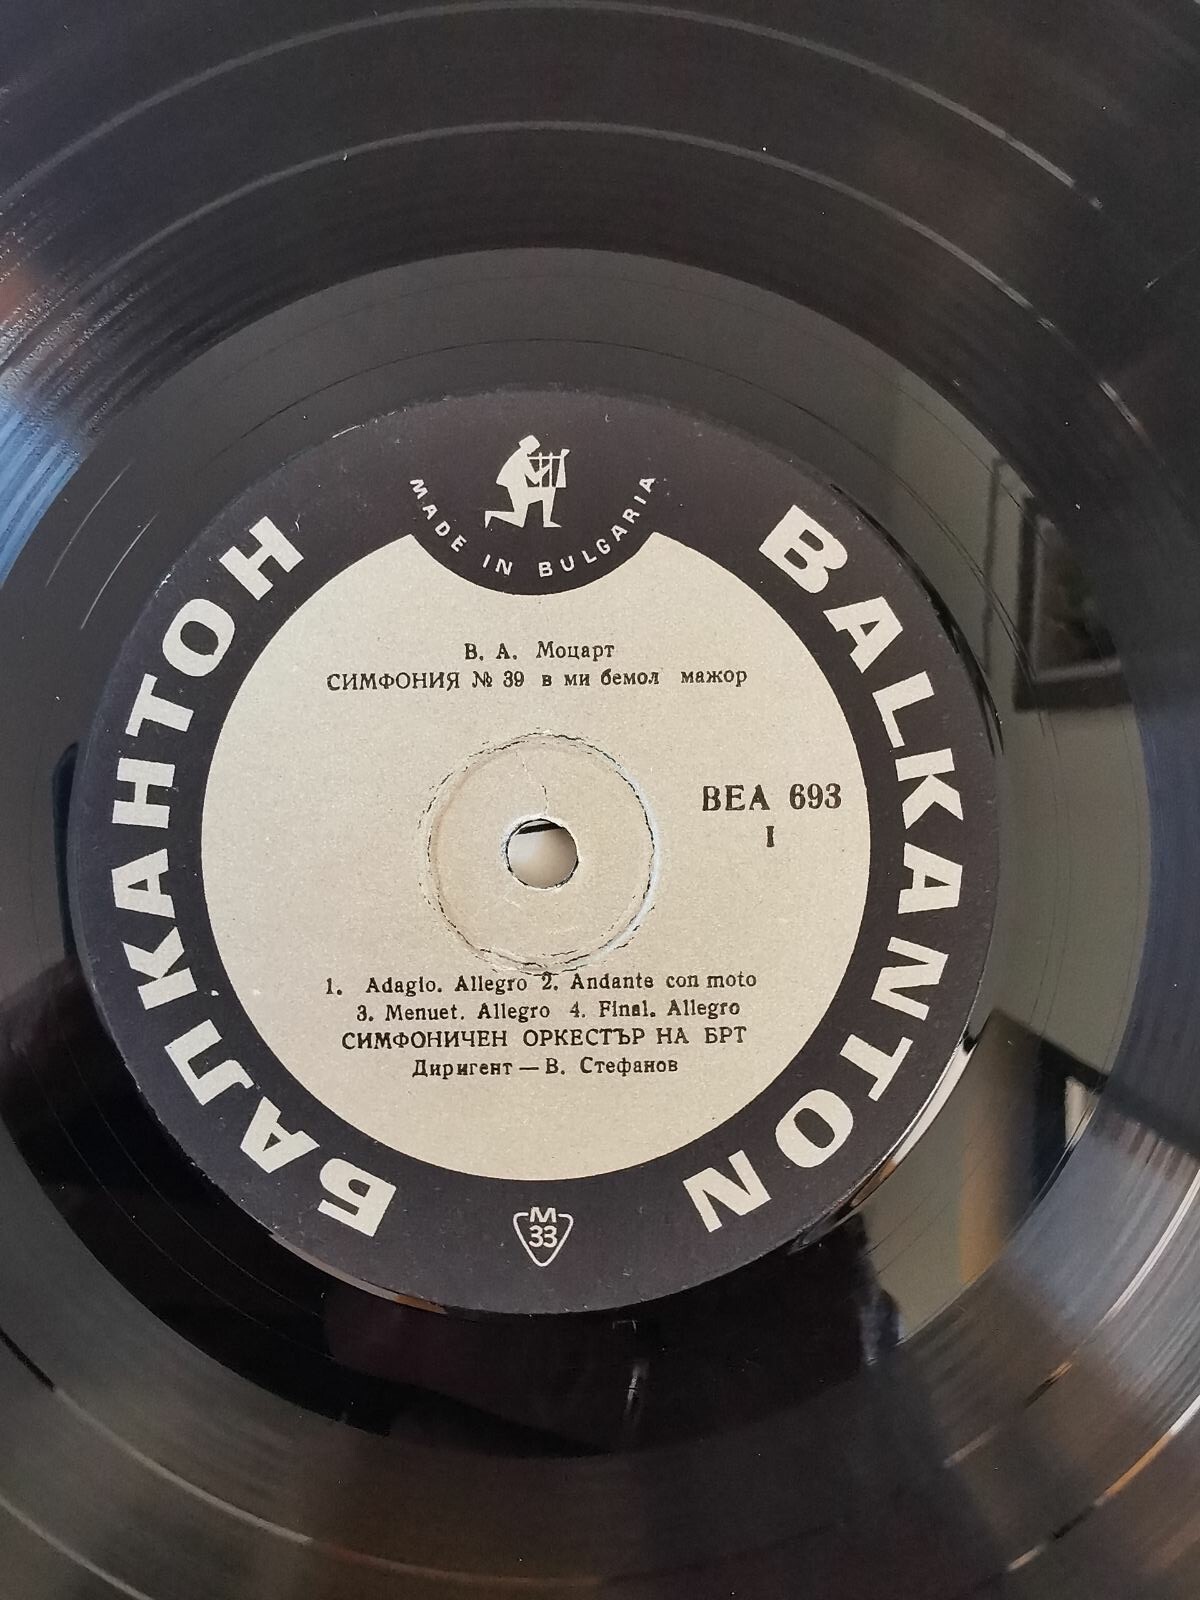 MADE IN BULGARIA
БАЛКАНТОН
BALKANTON
В. А. Моцарт
СИМФОНИЯ № 39 в ми бемол мажор
ВЕА 693
I
1. Adagio. Allegro 2. Andante con moto
3. Menuet. Allegro 4. Final. Allegro
СИМФОНИЧЕН ОРКЕСТЪР НА БРТ
Диригент — В. Стефанов
M
33